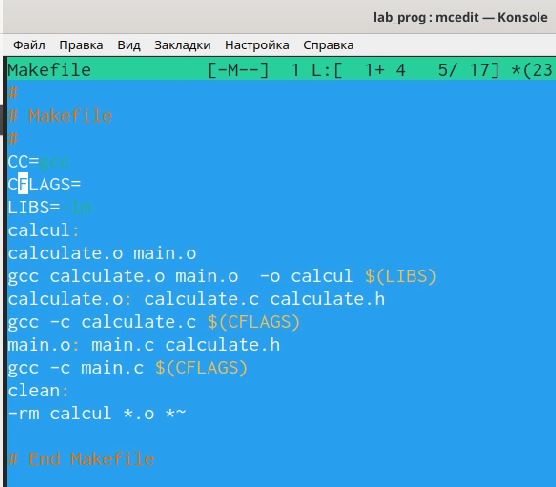 lab prog : mcedit — Konsole
Файл Правка Вид Закладки Настройка Справка
Makefile [-M--] 1 L:[ 1+ 4 5/ 17] *(23
#
# Makefile
#
CC=gcc
CFLAGS=
LIBS=-lm
calcul:
calculate.o main.o
gcc calculate.o main.o  -o calcul $(LIBS)
calculate.o: calculate.c calculate.h
gcc -c calculate.c $(CFLAGS)
main.o: main.c calculate.h
gcc -c main.c $(CFLAGS)
clean:
-rm calcul *.o *~
# End Makefile